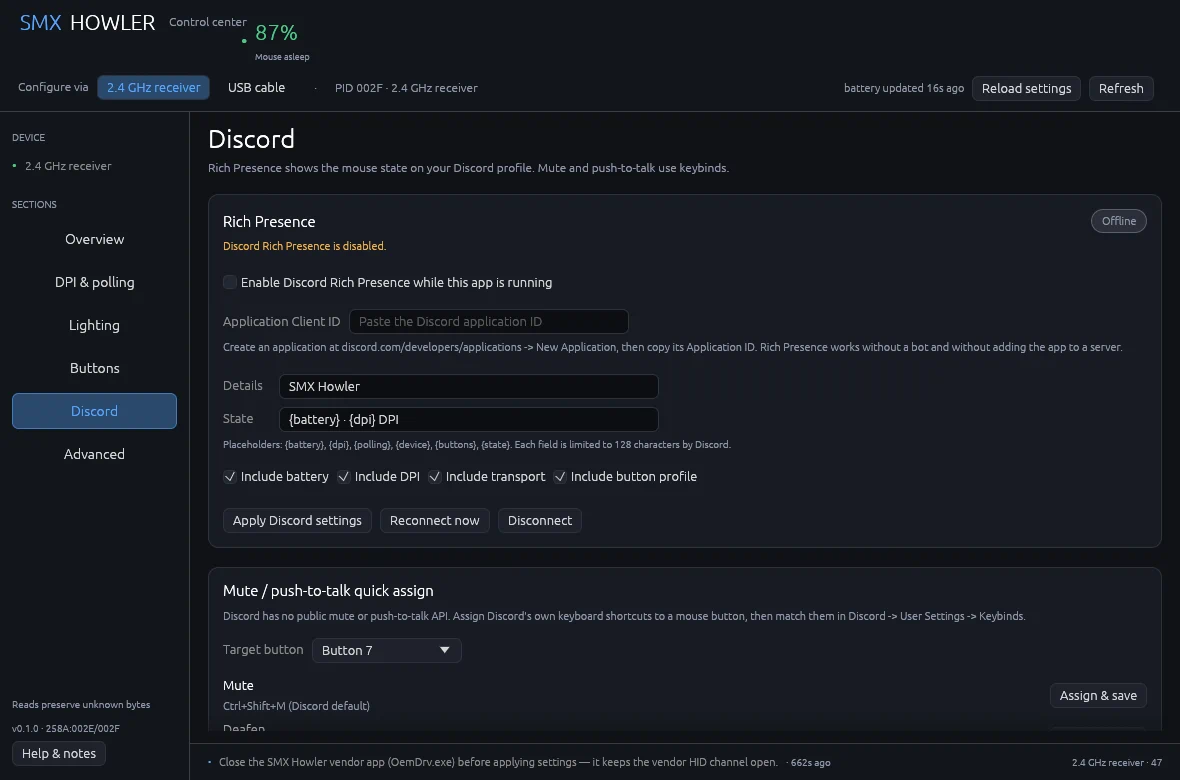 SMX HOWLER Control center
87%
Mouse asleep
Configure via 2.4 GHz receiver USB cable · PID 002F · 2.4 GHz receiver battery updated 16s ago Reload settings Refresh
DEVICE
• 2.4 GHz receiver
SECTIONS
Overview
DPI & polling
Lighting
Buttons
Discord
Advanced
Reads preserve unknown bytes
v0.1.0 · 258A:002E/002F
Help & notes
Discord
Rich Presence shows the mouse state on your Discord profile. Mute and push-to-talk use keybinds.
Rich Presence Offline
Discord Rich Presence is disabled.
Enable Discord Rich Presence while this app is running
Application Client ID Paste the Discord application ID
Create an application at discord.com/developers/applications -> New Application, then copy its Application ID. Rich Presence works without a bot and without adding the app to a server.
Details SMX Howler
State {battery} · {dpi} DPI
Placeholders: {battery}, {dpi}, {polling}, {device}, {buttons}, {state}. Each field is limited to 128 characters by Discord.
Include battery Include DPI Include transport Include button profile
Apply Discord settings Reconnect now Disconnect
Mute / push-to-talk quick assign
Discord has no public mute or push-to-talk API. Assign Discord's own keyboard shortcuts to a mouse button, then match them in Discord -> User Settings -> Keybinds.
Target button Button 7
Mute
Ctrl+Shift+M (Discord default) Assign & save
Deafen
• Close the SMX Howler vendor app (OemDrv.exe) before applying settings — it keeps the vendor HID channel open. · 662s ago 2.4 GHz receiver · 47